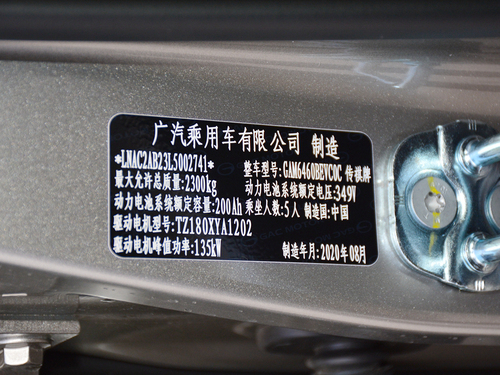 广汽乘用车有限公司 制造
*LNAC2AB23L5002741* 整车型号:GAM6460BEVC0C 传祺牌
最大允许总质量:2300kg 动力电池系统额定电压:349V
动力电池系统额定容量:200Ah 乘坐人数:5人 制造国:中国
驱动电机型号:TZ180XYA1202
驱动电机峰值功率:135kW 制造年月:2020年08月